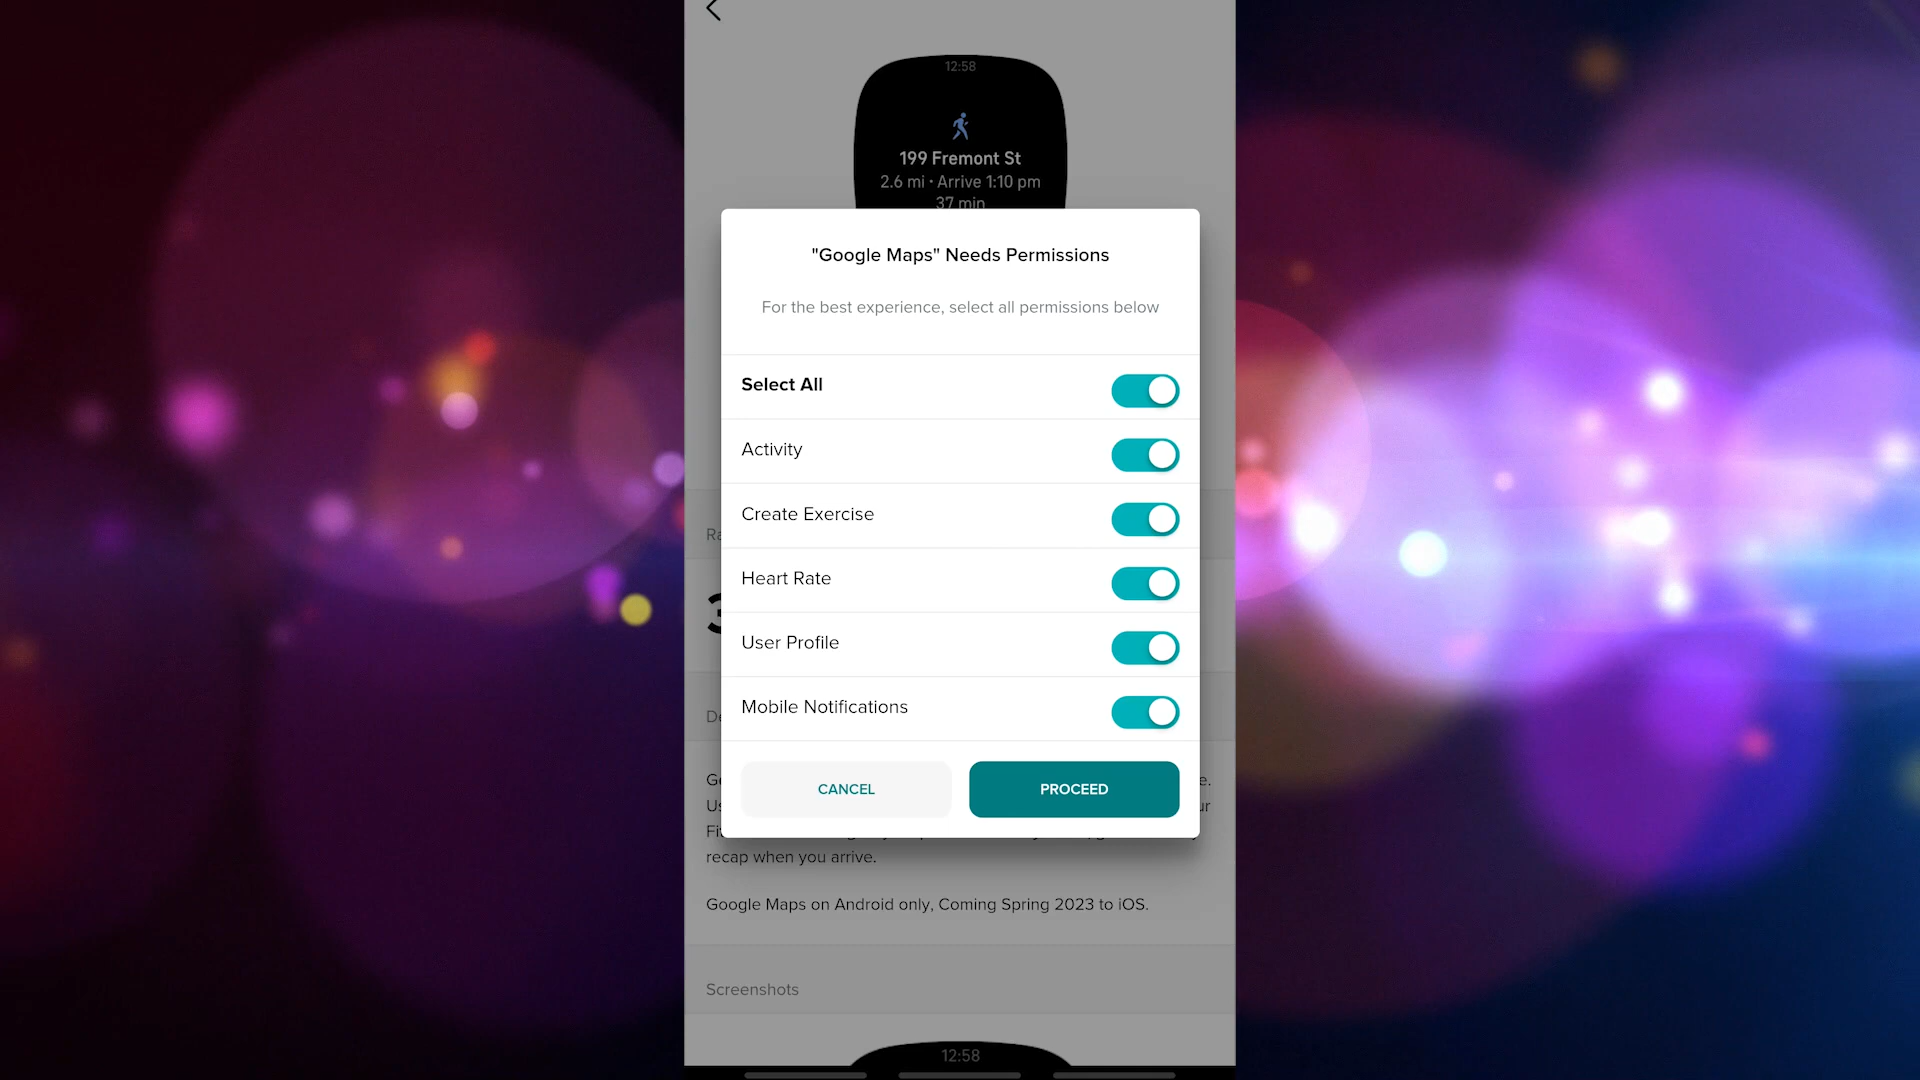 12:58
199 Fremont St
2.6 mi · Arrive 1:10 pm
37 min
"Google Maps" Needs Permissions
For the best experience, select all permissions below
Select All
Activity
Create Exercise
Heart Rate
User Profile
Mobile Notifications
CANCEL
PROCEED
recap when you arrive.
Google Maps on Android only, Coming Spring 2023 to iOS.
Screenshots
12:58